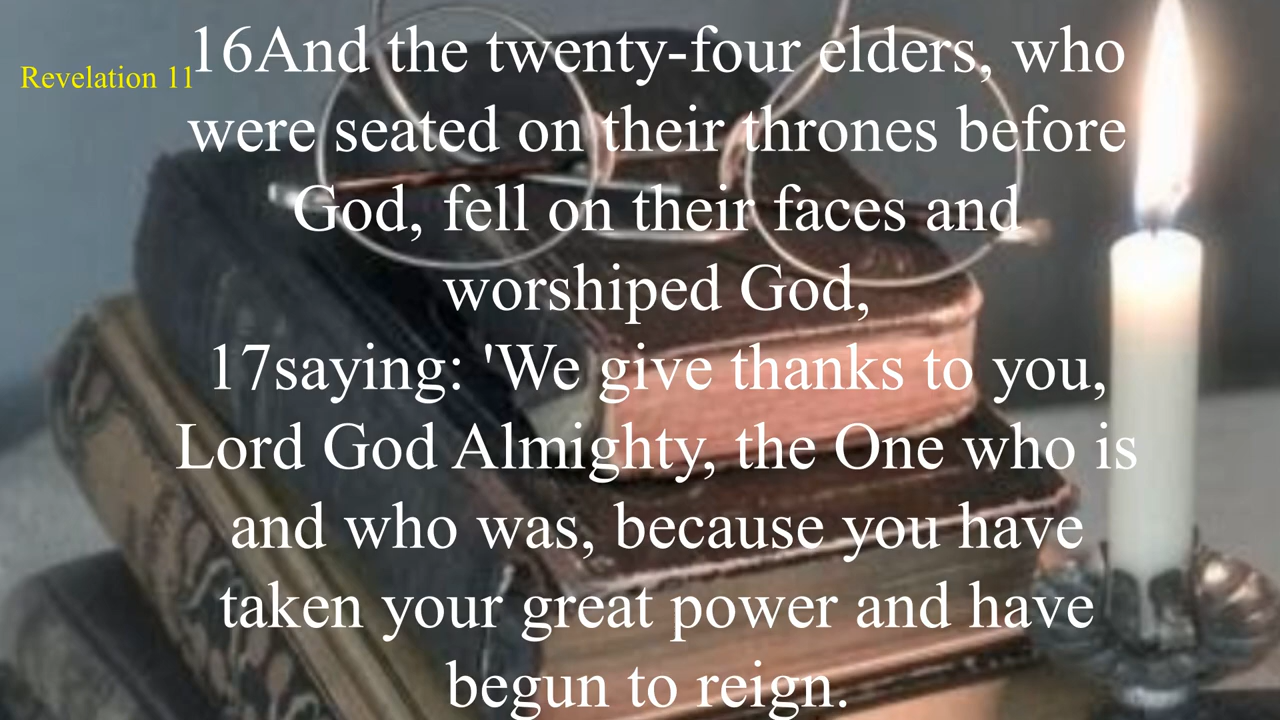 Revelation 11
16And the twenty-four elders, who
were seated on their thrones before
God, fell on their faces and
worshiped God,
17saying: 'We give thanks to you,
Lord God Almighty, the One who is
and who was, because you have
taken your great power and have
begun to reign.